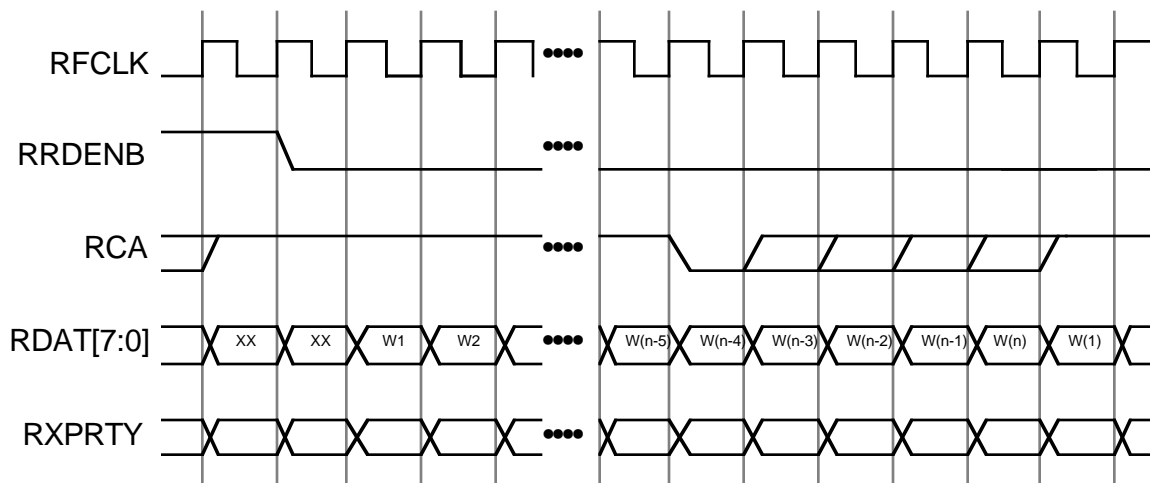 RFCLK
RRDENB
RCA
RDAT[7:0] XX XX W1 W2 W(n-5) W(n-4) W(n-3) W(n-2) W(n-1) W(n) W(1)
RXPRTY